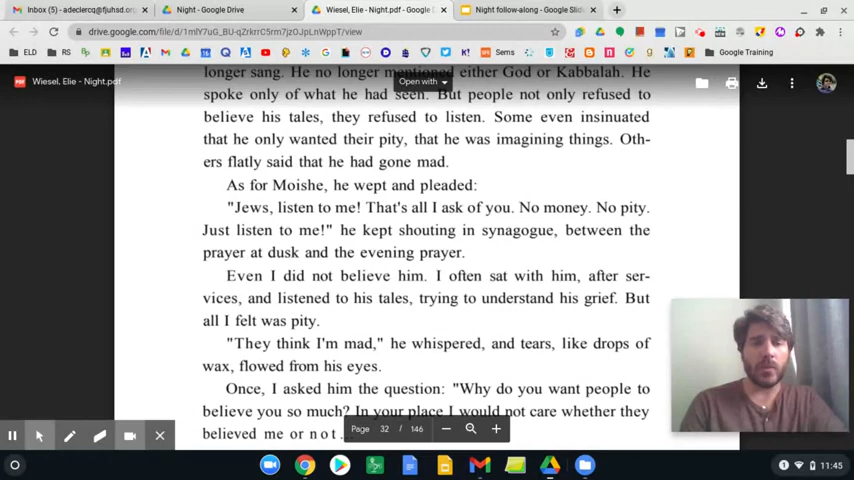 Inbox (5) - adeclercq@fjuhsd.or
Night - Google Drive
Wiesel, Elie - Night.pdf - Google D
Night follow-along - Google Slide
drive.google.com/file/d/1mlY7uG_BU-qZrkrrC5rm7jzOJpLnWppT/view
ELD
RS
Sems
Google Training
longer sang. He no longer mentioned either God or Kabbalah. He
Wiesel, Elie - Night.pdf
Open with
spoke only of what he had seen. But people not only refused to
believe his tales, they refused to listen. Some even insinuated
that he only wanted their pity, that he was imagining things. Oth-
ers flatly said that he had gone mad.
As for Moishe, he wept and pleaded:
"Jews, listen to me! That's all I ask of you. No money. No pity.
Just listen to me!" he kept shouting in synagogue, between the
prayer at dusk and the evening prayer.
Even I did not believe him. I often sat with him, after ser-
vices, and listened to his tales, trying to understand his grief. But
all I felt was pity.
"They think I'm mad," he whispered, and tears, like drops of
wax, flowed from his eyes.
Once, I asked him the question: "Why do you want people to
believe you so much? In your place I would not care whether they
believed me or not...
Page 32 / 146
1 11:45